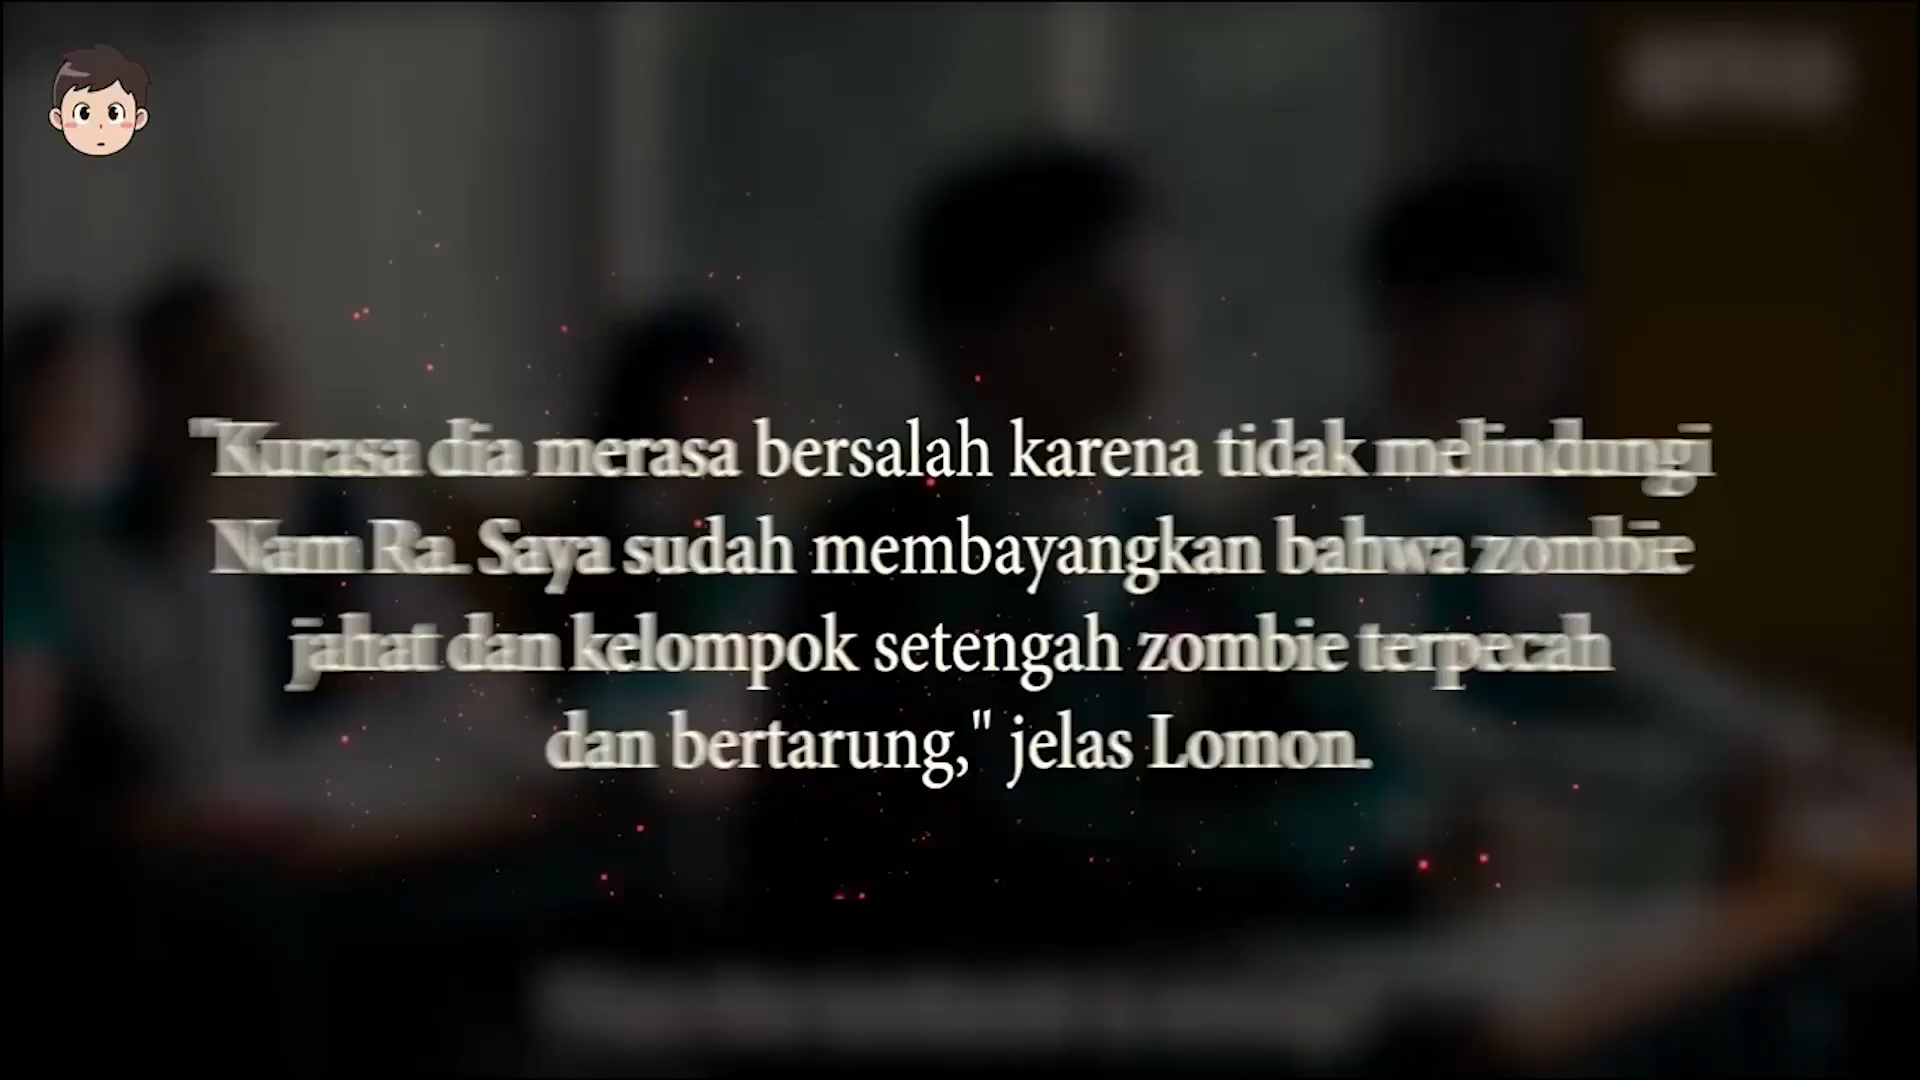 "Kurasa dia merasa bersalah karena tidak melindungi
Nam Ra. Saya sudah membayangkan bahwa zombie
jahat dan kelompok setengah zombie terpecah
dan bertarung," jelas Lomon.